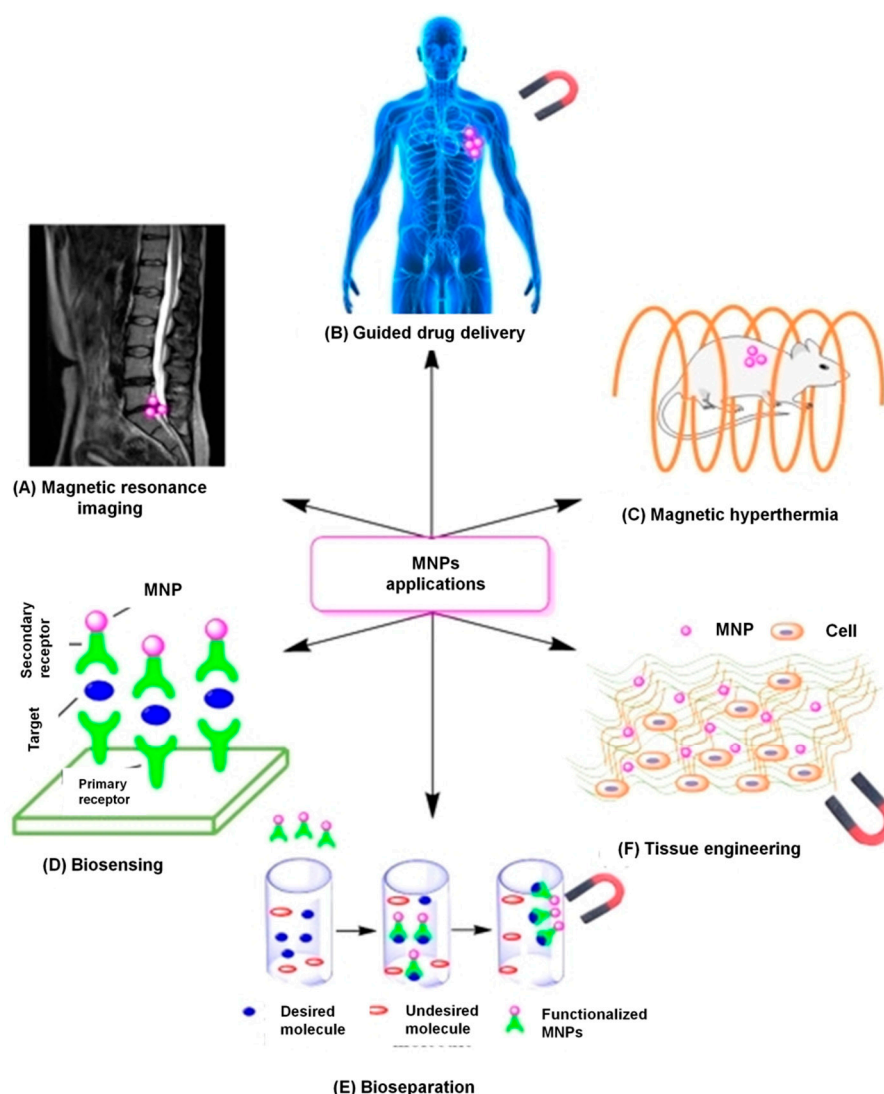 (B) Guided drug delivery
(A) Magnetic resonance
imaging
(C) Magnetic hyperthermia
MNPs
applications
MNP
Secondary
receptor
Target
Primary
receptor
(D) Biosensing
MNP
Cell
(F) Tissue engineering
Desired
molecule
Undesired
molecule
Functionalized
MNPs
(E) Bioseparation